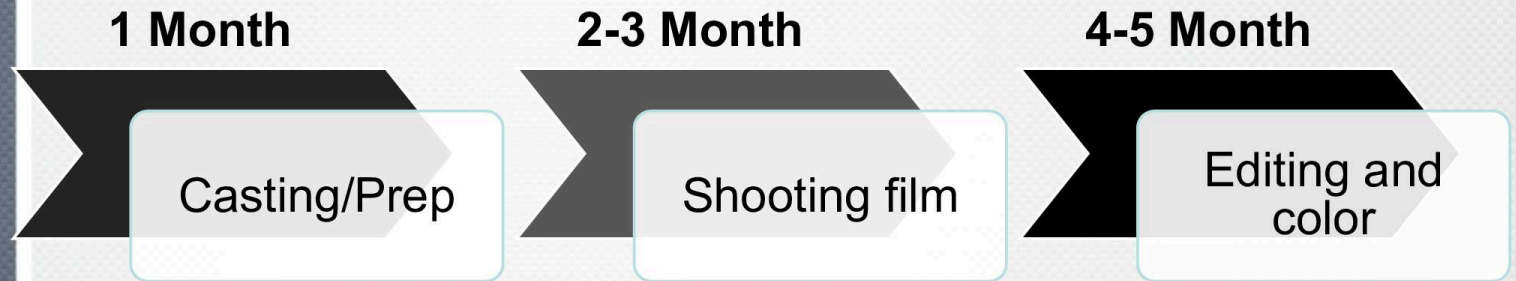 1 Month
2-3 Month
4-5 Month
Casting/Prep
Shooting film
Editing and
color